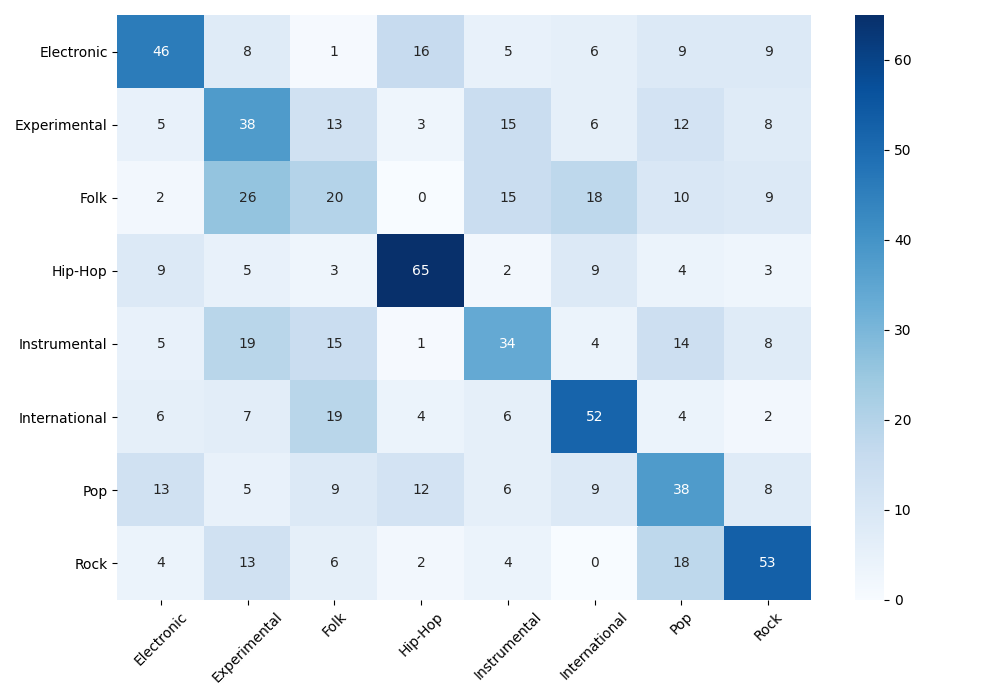 Electronic 46 8 1 16 5 6 9 9
Experimental 5 38 13 3 15 6 12 8
Folk 2 26 20 0 15 18 10 9
Hip-Hop 9 5 3 65 2 9 4 3
Instrumental 5 19 15 1 34 4 14 8
International 6 7 19 4 6 52 4 2
Pop 13 5 9 12 6 9 38 8
Rock 4 13 6 2 4 0 18 53
Electronic Experimental Folk Hip-Hop Instrumental International Pop Rock
60
50
40
30
20
10
0